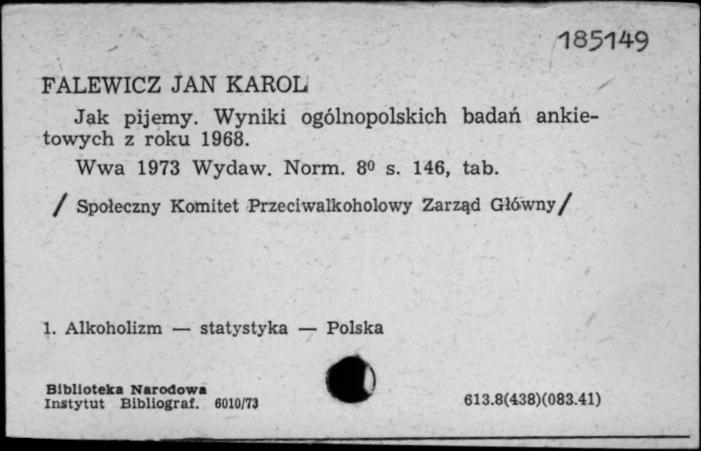 185149
FALEWICZ JAN KAROL
Jak pijemy. Wyniki ogólnopolskich badań ankie-
towych z roku 1968.
Wwa 1973 Wydaw. Norm. 8⁰ s. 146, tab.
/ Społeczny Komitet Przeciwalkoholowy Zarząd Główny /
1. Alkoholizm — statystyka — Polska
Biblioteka Narodowa
Instytut Bibliograf. 6010/73
613.8(438)(083.41)